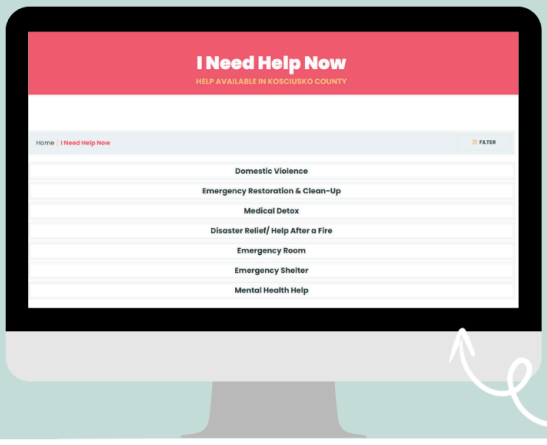 I Need Help Now
HELP AVAILABLE IN KOSCIUSKO COUNTY
Home | I Need Help Now
FILTER
Domestic Violence
Emergency Restoration & Clean-Up
Medical Detox
Disaster Relief/ Help After a Fire
Emergency Room
Emergency Shelter
Mental Health Help